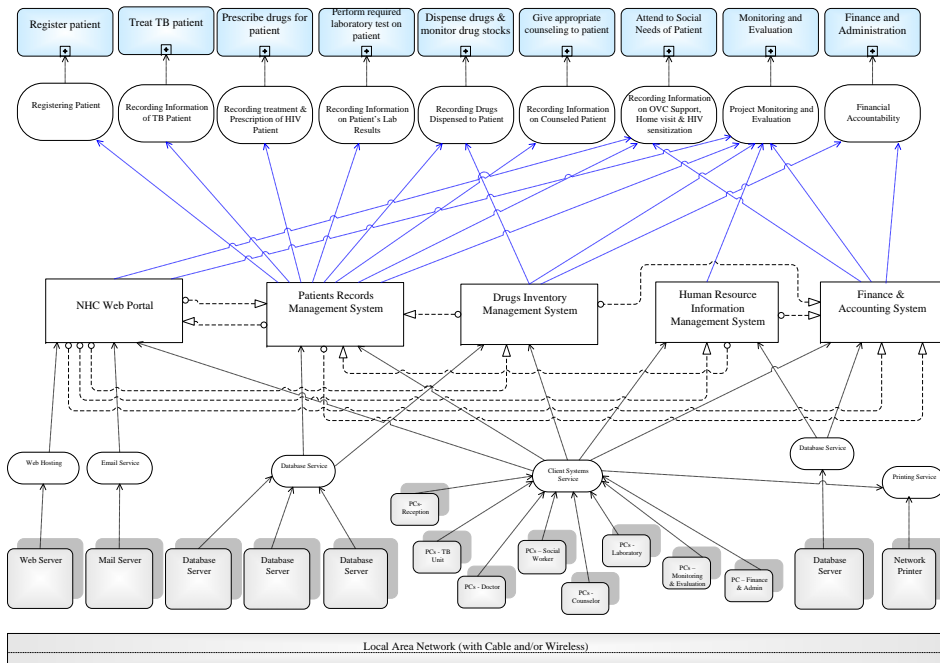 Register patient
Treat TB patient
Prescribe drugs for
patient
Perform required
laboratory test on
patient
Dispense drugs &
monitor drug stocks
Give appropriate
counseling to patient
Attend to Social
Needs of Patient
Monitoring and
Evaluation
Finance and
Administration
Registering Patient
Recording Information
of TB Patient
Recording treatment &
Prescription of HIV
Patient
Recording Information
on Patient's Lab
Results
Recording Drugs
Dispensed to Patient
Recording Information
on Counseled Patient
Recording Information
on OVC Support,
Home visit & HIV
sensitization
Project Monitoring and
Evaluation
Financial
Accountability
NHC Web Portal
Patients Records
Management System
Drugs Inventory
Management System
Human Resource
Information
Management System
Finance &
Accounting System
Web Hosting
Email Service
Database Service
Client Systems
Service
Database Service
Printing Service
PCs-
Reception
PCs - TB
Unit
PCs - Doctor
PCs – Social
Worker
PCs -
Counselor
PCs -
Laboratory
PCs –
Monitoring
& Evaluation
PC – Finance
& Admin
Web Server
Mail Server
Database
Server
Database
Server
Database
Server
Database
Server
Network
Printer
Local Area Network (with Cable and/or Wireless)